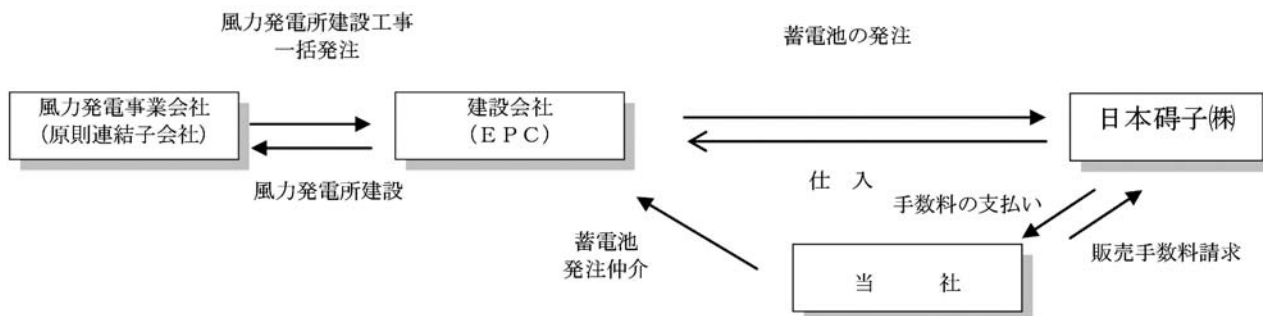 風力発電所建設工事
一括発注
蓄電池の発注
風力発電事業会社
(原則連結子会社)
建設会社
(ＥＰＣ)
日本碍子㈱
風力発電所建設
仕　入
手数料の支払い
蓄電池
発注仲介
販売手数料請求
当　　社